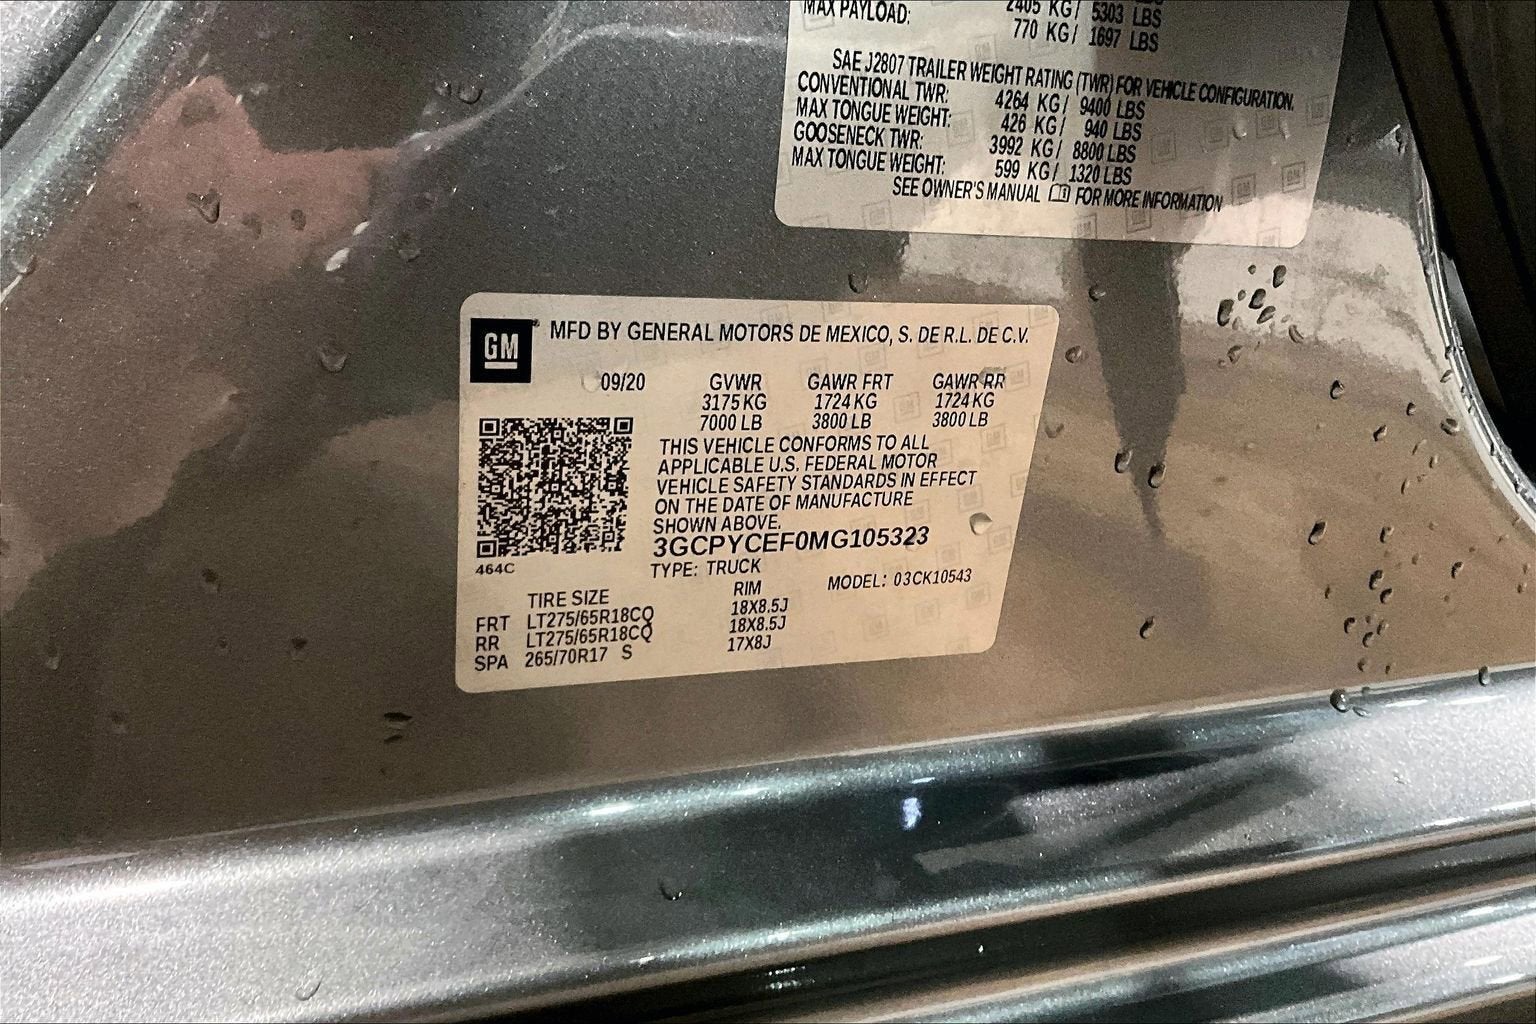 MAX PAYLOAD: 2405 KG/ 5303 LBS
770 KG/ 1697 LBS
SAE J2807 TRAILER WEIGHT RATING (TWR) FOR VEHICLE CONFIGURATION.
CONVENTIONAL TWR: 4264 KG/ 9400 LBS
MAX TONGUE WEIGHT: 426 KG/ 940 LBS
GOOSENECK TWR: 3992 KG/ 8800 LBS
MAX TONGUE WEIGHT: 599 KG/ 1320 LBS
SEE OWNER'S MANUAL FOR MORE INFORMATION
GM
MFD BY GENERAL MOTORS DE MEXICO, S. DE R.L. DE C.V.
09/20 GVWR GAWR FRT GAWR RR
3175 KG 1724 KG 1724 KG
7000 LB 3800 LB 3800 LB
THIS VEHICLE CONFORMS TO ALL
APPLICABLE U.S. FEDERAL MOTOR
VEHICLE SAFETY STANDARDS IN EFFECT
ON THE DATE OF MANUFACTURE
SHOWN ABOVE.
3GCPYCEF0MG105323
464C
TYPE: TRUCK MODEL: 03CK10543
TIRE SIZE RIM
FRT LT275/65R18CQ 18X8.5J
RR LT275/65R18CQ 18X8.5J
SPA 265/70R17 S 17X8J